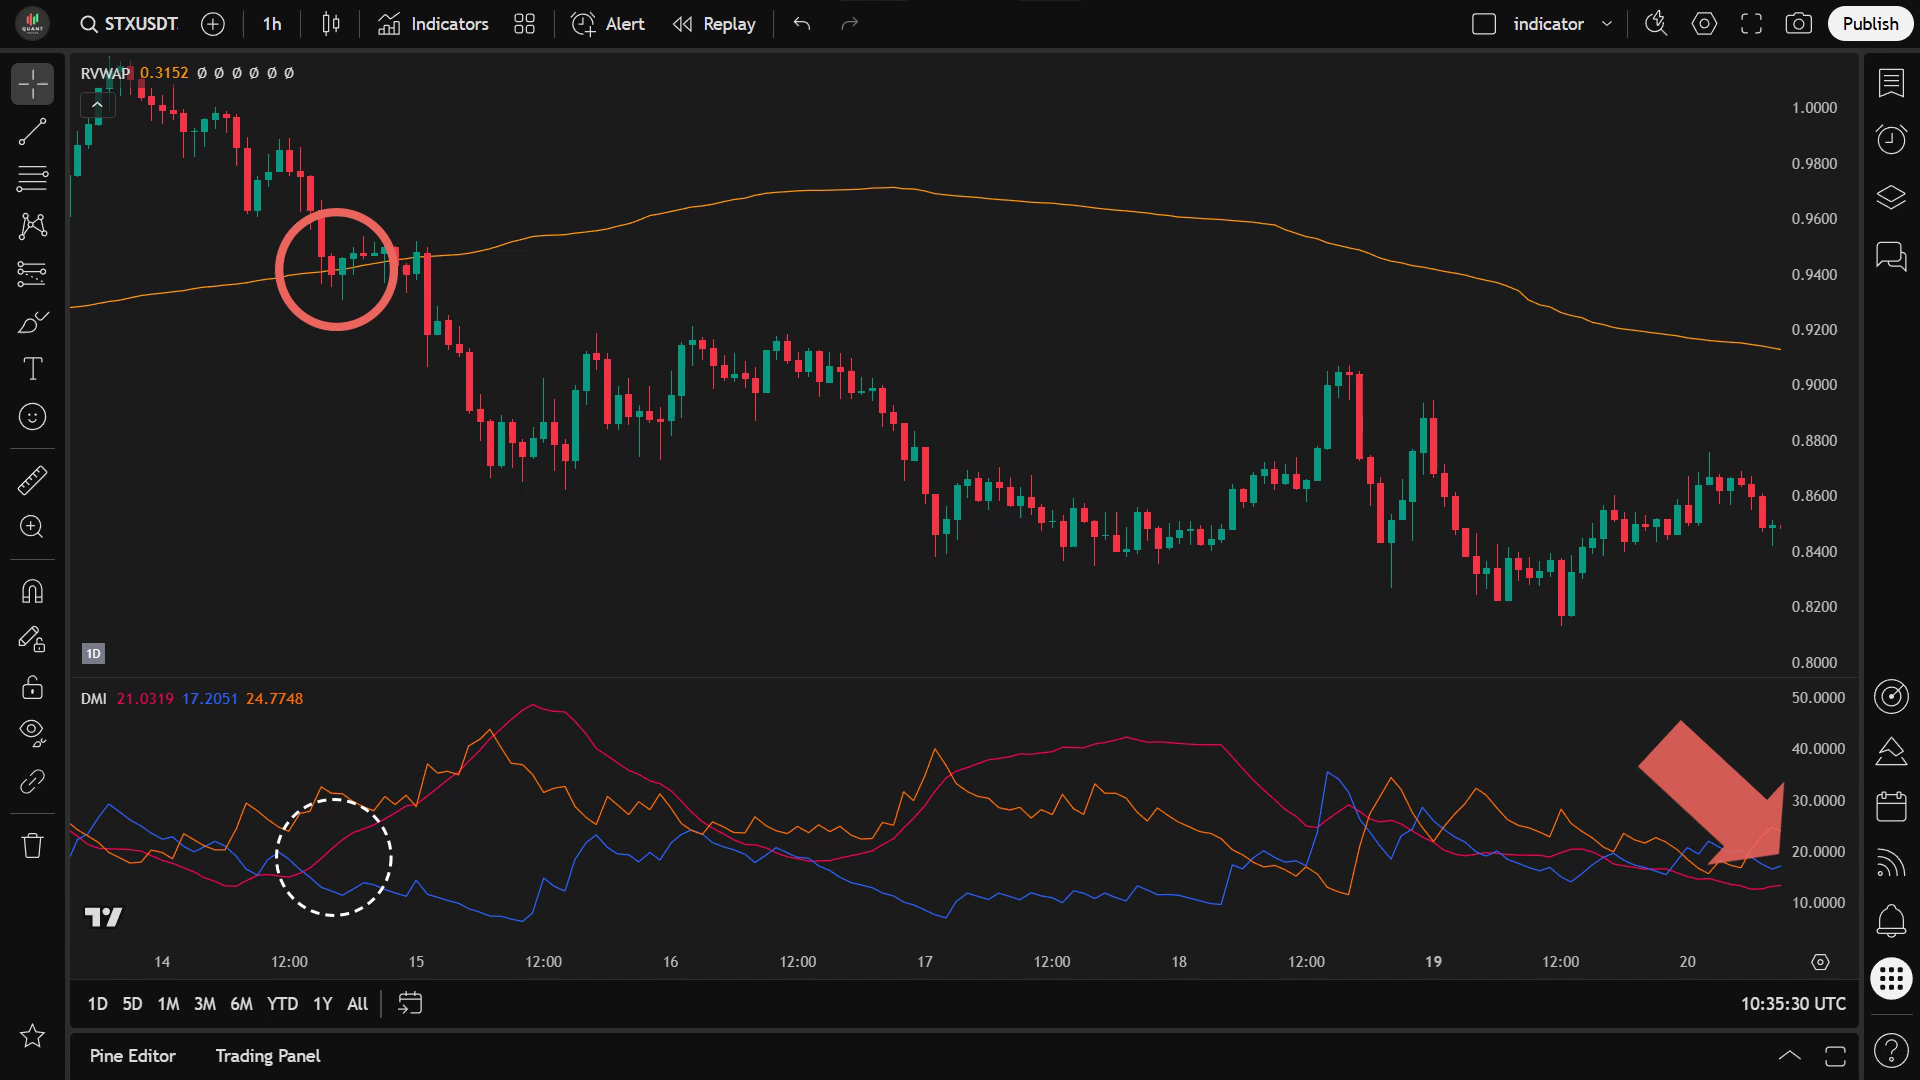 QUANT
STXUSDT
1h
Indicators
Alert
Replay
indicator
Publish
RVWAP 0.3152 Ø Ø Ø Ø Ø Ø
1.0000
0.9800
0.9600
0.9400
0.9200
0.9000
0.8800
0.8600
0.8400
0.8200
0.8000
1D
DMI 21.0319 17.2051 24.7748
50.0000
40.0000
30.0000
20.0000
10.0000
14 12:00 15 12:00 16 12:00 17 12:00 18 12:00 19 12:00 20
1D 5D 1M 3M 6M YTD 1Y All
10:35:30 UTC
Pine Editor Trading Panel